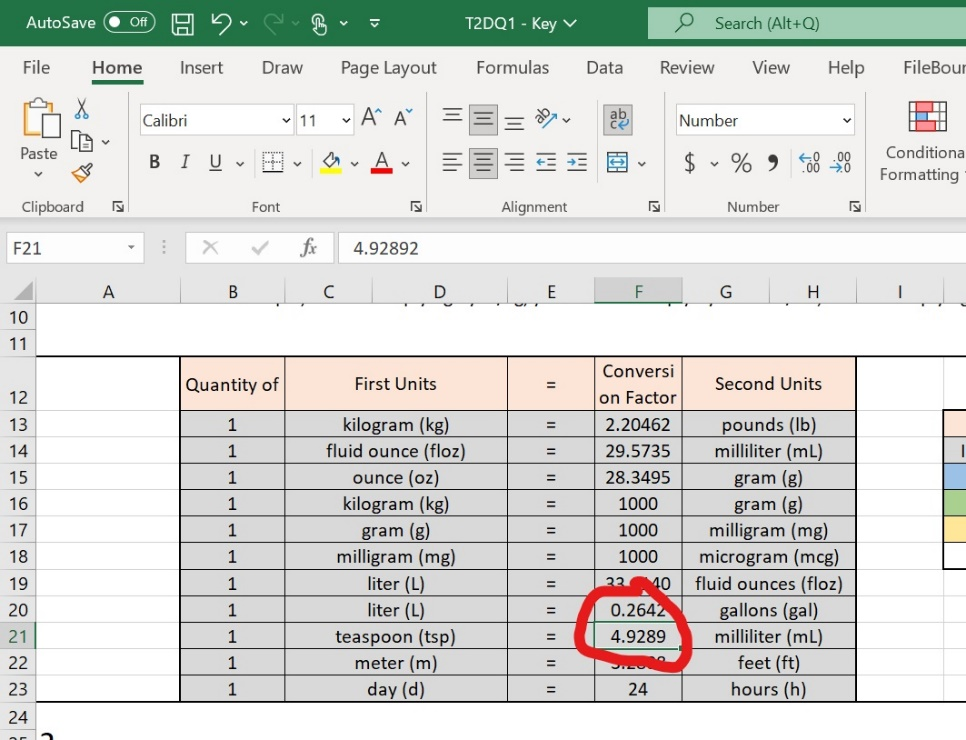 AutoSave Off T2DQ1 - Key Search (Alt+Q)
File Home Insert Draw Page Layout Formulas Data Review View Help FileBour
Paste Calibri 11 A^ Aˇ ab c Number Conditiona
B I U A $ % , .00 .00 Formatting
Clipboard Font Alignment Number
F21 fx 4.92892
A B C D E F G H I
10
11
12 Quantity of First Units = Conversi
on Factor Second Units
13 1 kilogram (kg) = 2.20462 pounds (lb)
14 1 fluid ounce (floz) = 29.5735 milliliter (mL)
15 1 ounce (oz) = 28.3495 gram (g)
16 1 kilogram (kg) = 1000 gram (g)
17 1 gram (g) = 1000 milligram (mg)
18 1 milligram (mg) = 1000 microgram (mcg)
19 1 liter (L) = fluid ounces (floz)
20 1 liter (L) = 0.2642 gallons (gal)
21 1 teaspoon (tsp) = 4.9289 milliliter (mL)
22 1 meter (m) = feet (ft)
23 1 day (d) = 24 hours (h)
24